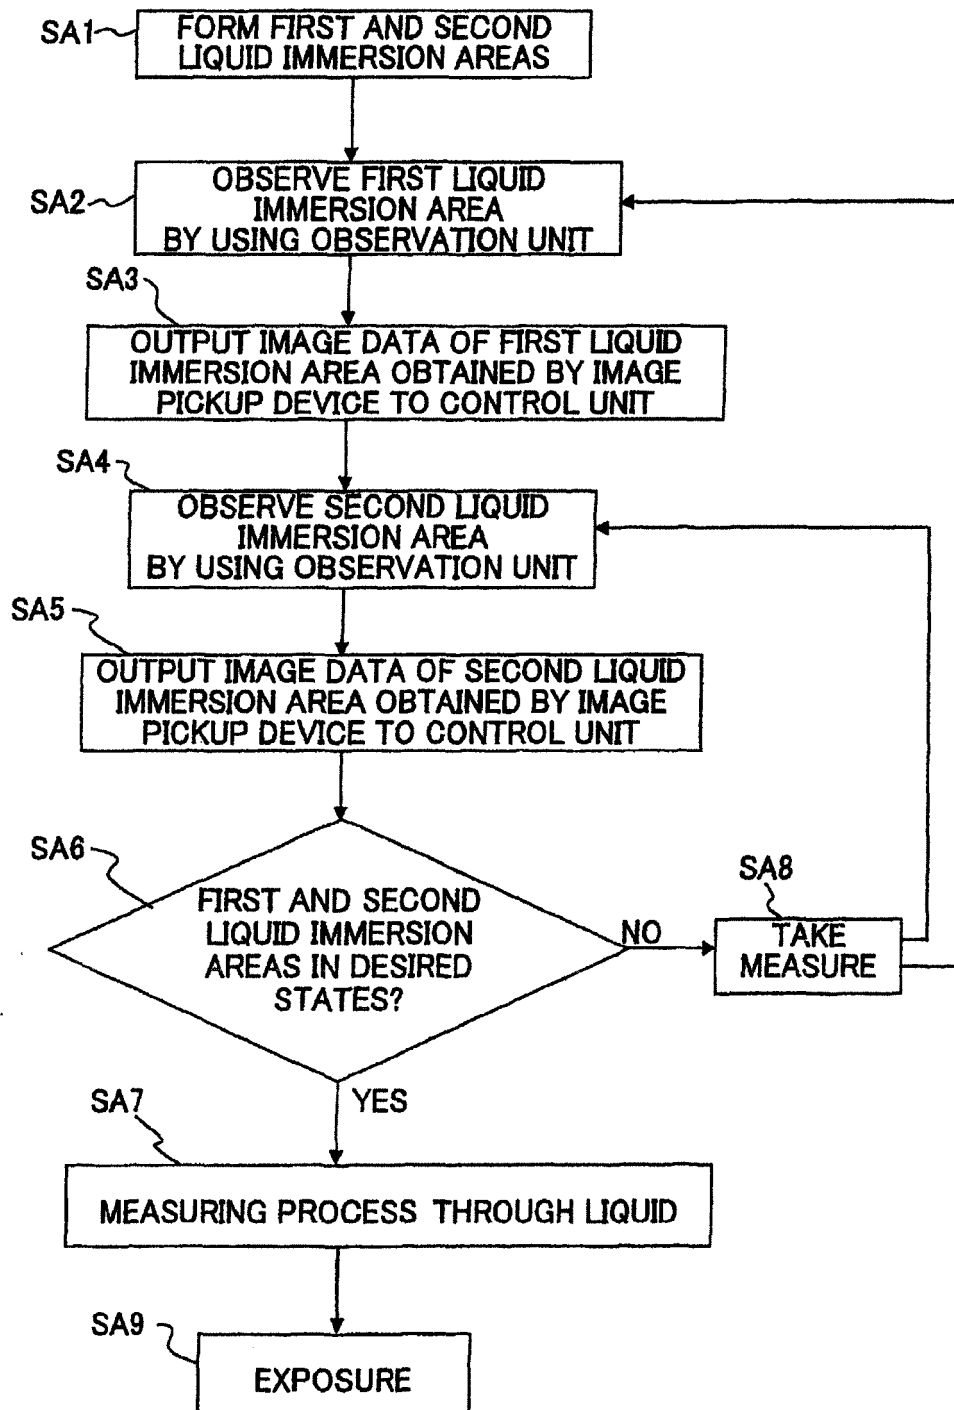 SA1
FORM FIRST AND SECOND
LIQUID IMMERSION AREAS
SA2
OBSERVE FIRST LIQUID
IMMERSION AREA
BY USING OBSERVATION UNIT
SA3
OUTPUT IMAGE DATA OF FIRST LIQUID
IMMERSION AREA OBTAINED BY IMAGE
PICKUP DEVICE TO CONTROL UNIT
SA4
OBSERVE SECOND LIQUID
IMMERSION AREA
BY USING OBSERVATION UNIT
SA5
OUTPUT IMAGE DATA OF SECOND LIQUID
IMMERSION AREA OBTAINED BY IMAGE
PICKUP DEVICE TO CONTROL UNIT
SA6
FIRST AND SECOND
LIQUID IMMERSION
AREAS IN DESIRED
STATES?
NO
SA8
TAKE
MEASURE
YES
SA7
MEASURING PROCESS THROUGH LIQUID
SA9
EXPOSURE